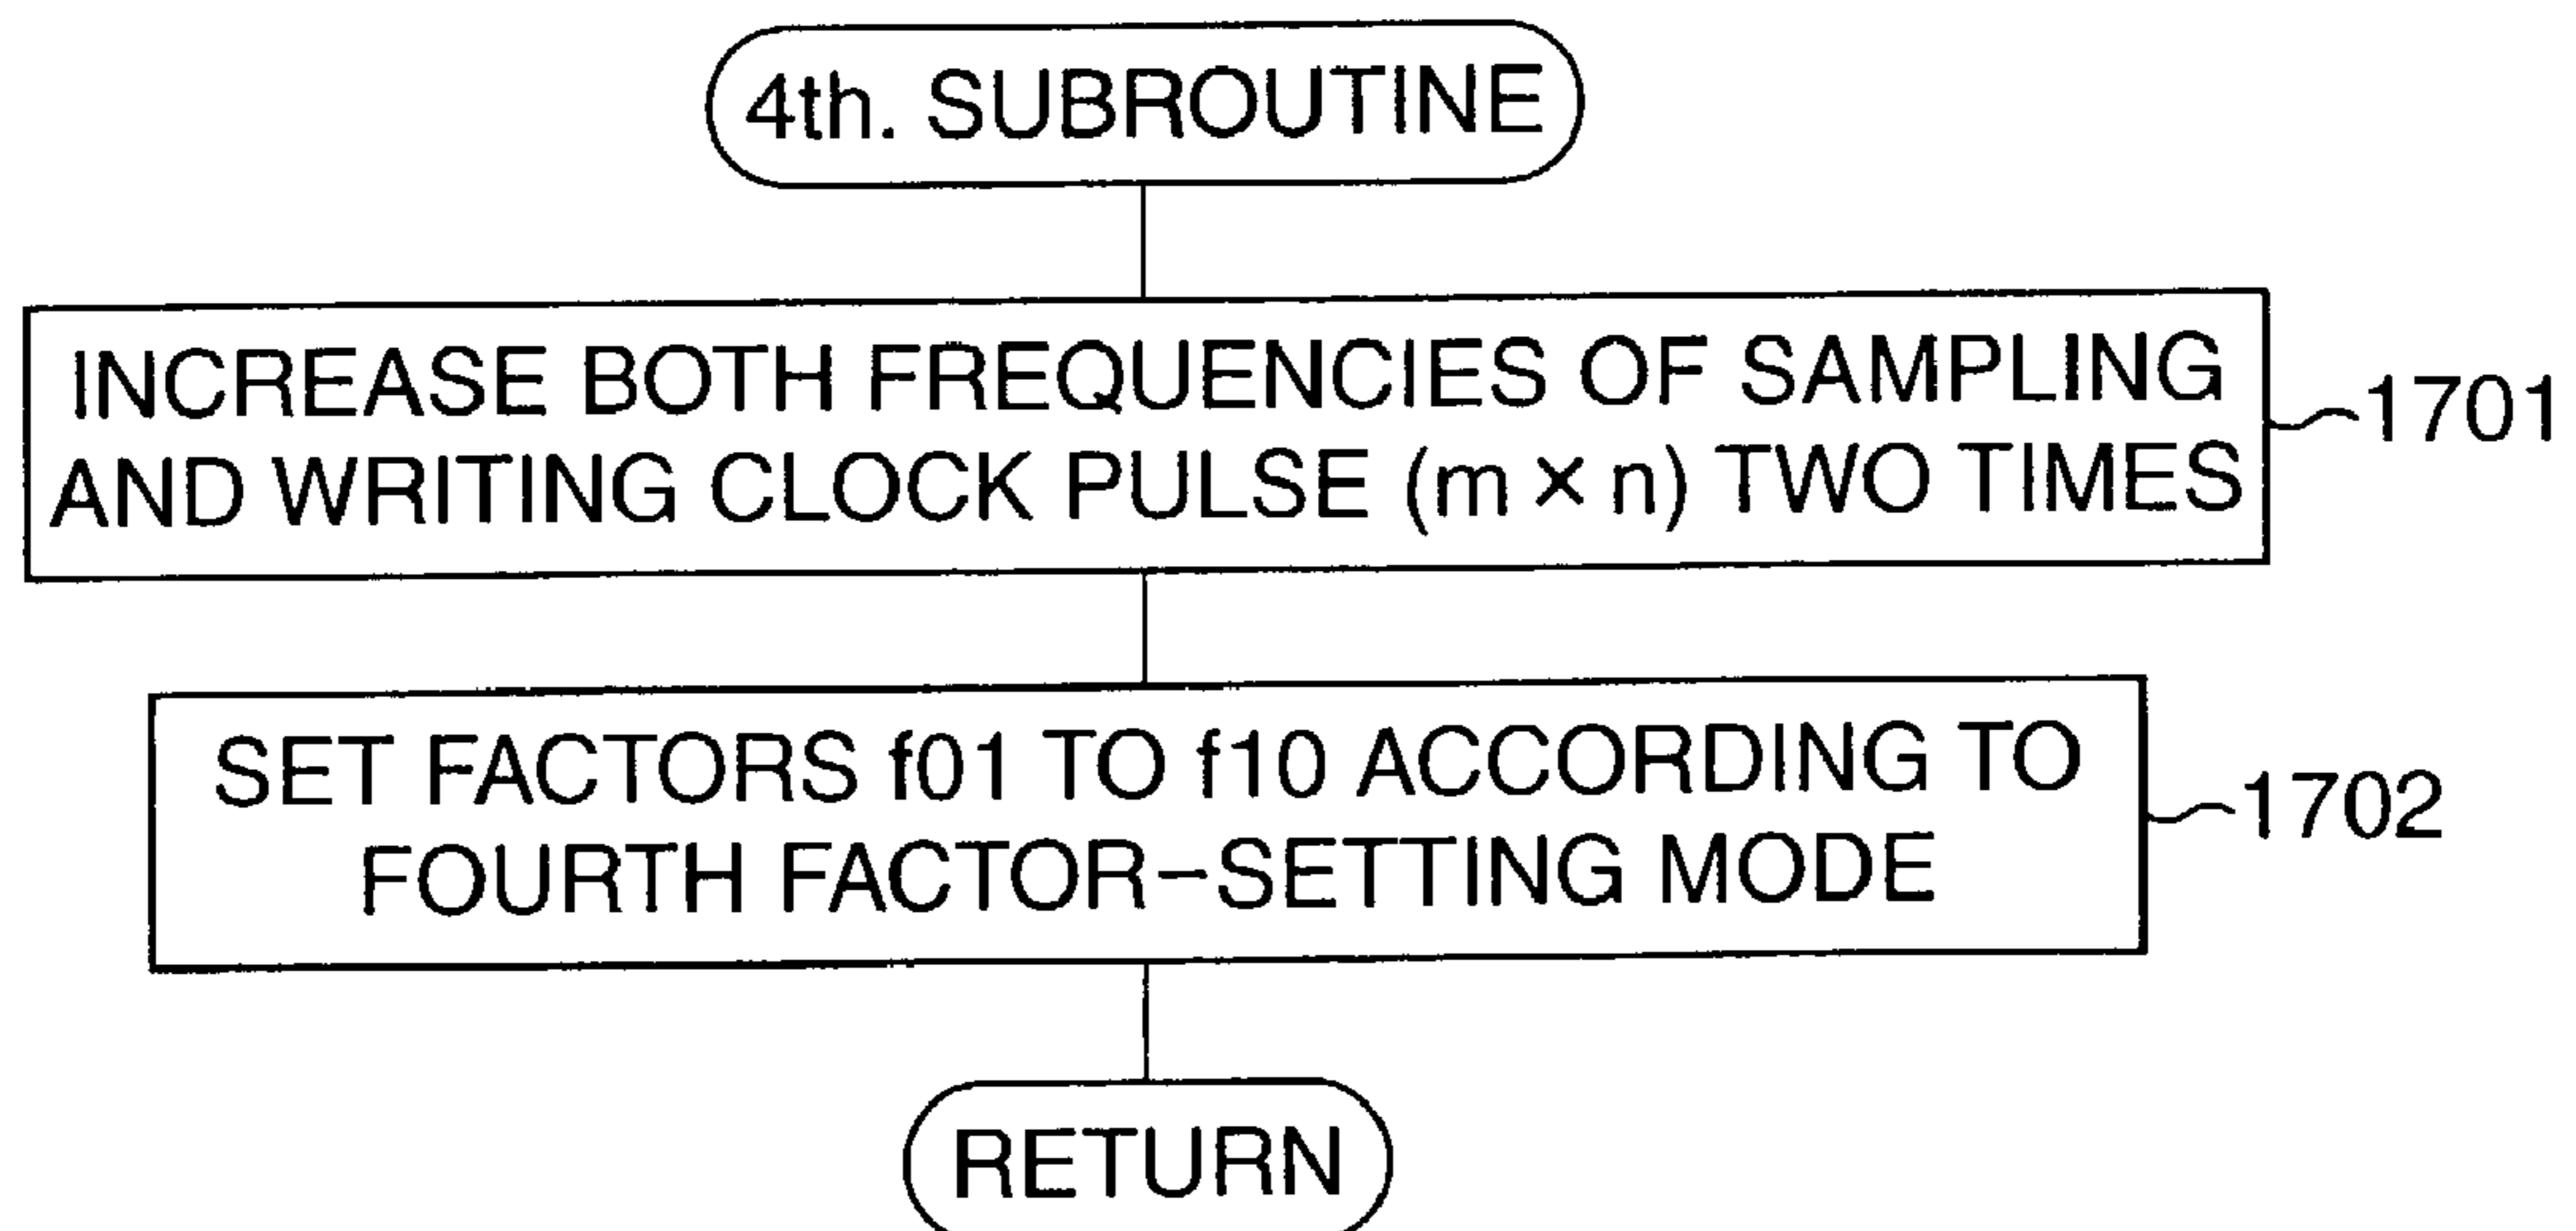 4th. SUBROUTINE
INCREASE BOTH FREQUENCIES OF SAMPLING
AND WRITING CLOCK PULSE (m × n) TWO TIMES
1701
SET FACTORS f01 TO f10 ACCORDING TO
FOURTH FACTOR-SETTING MODE
1702
RETURN